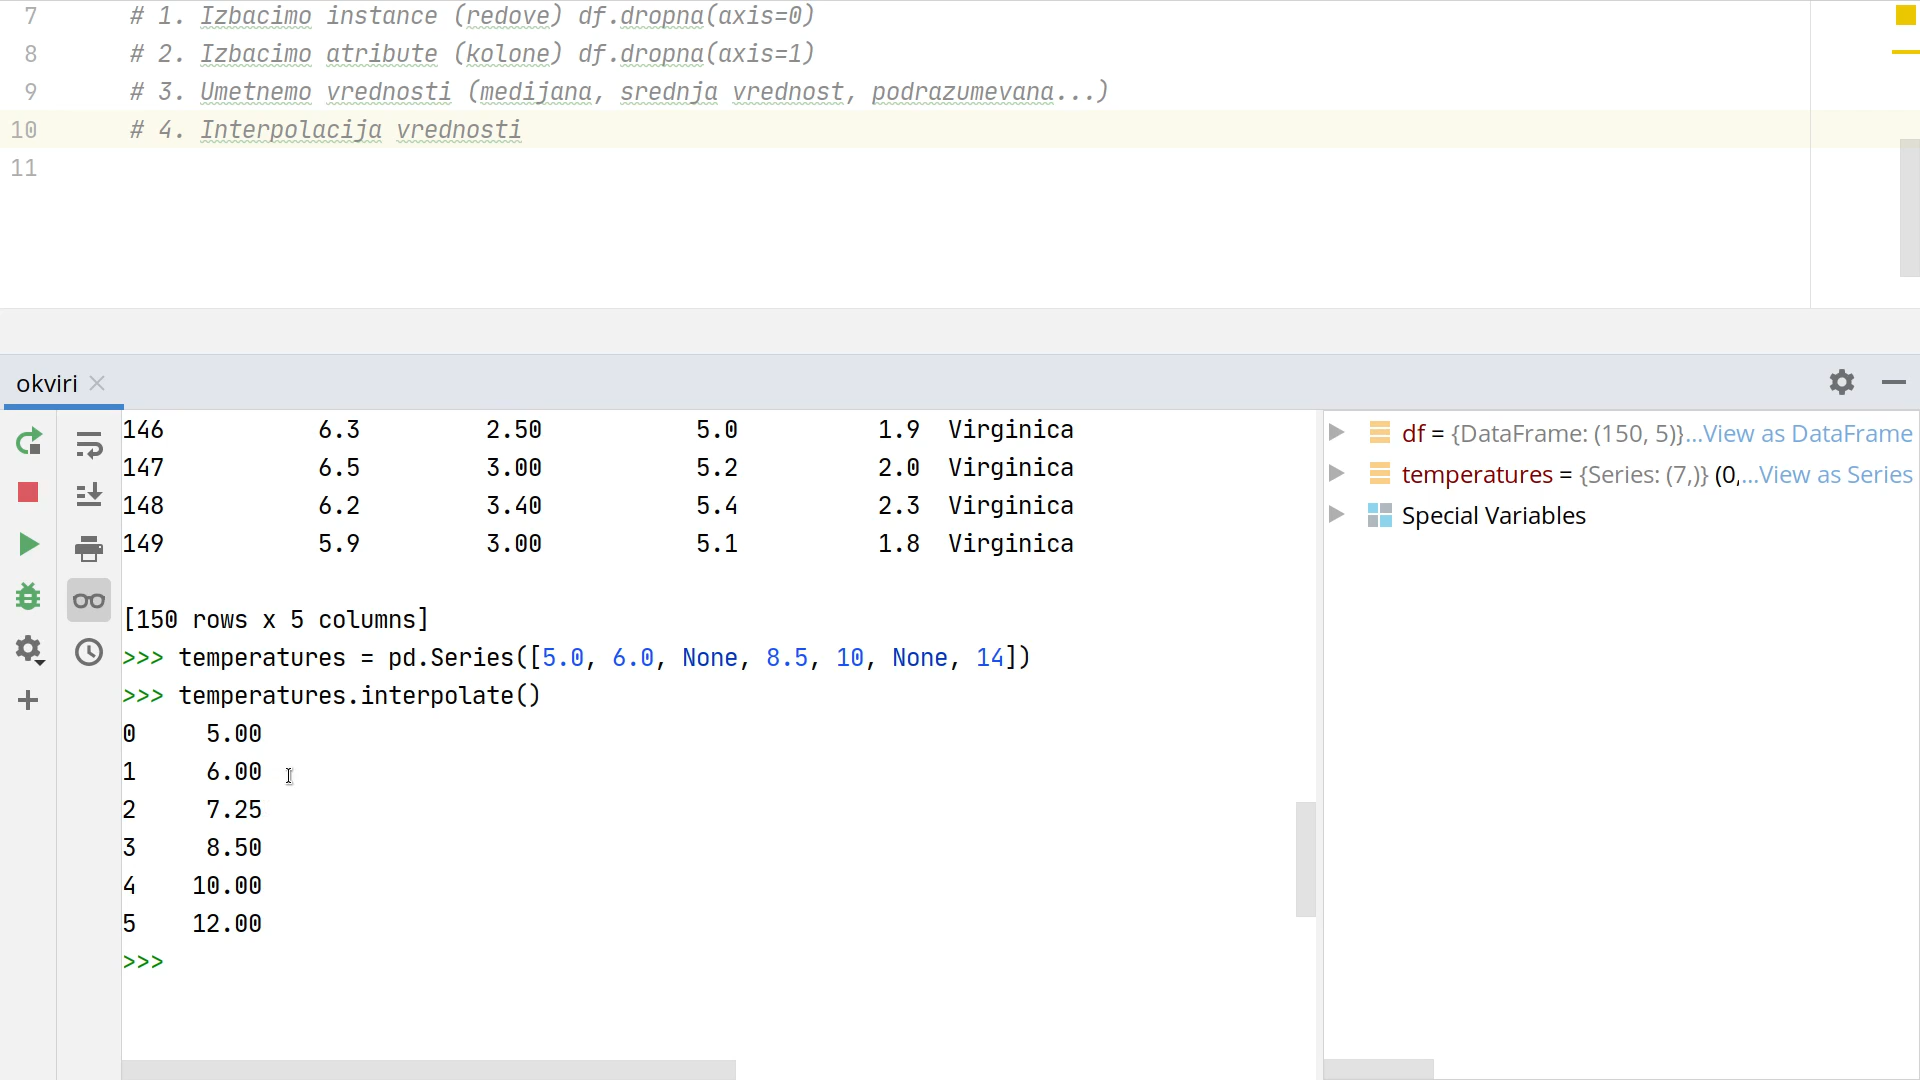 7 # 1. Izbacimo instance (redove) df.dropna(axis=0)
8 # 2. Izbacimo atribute (kolone) df.dropna(axis=1)
9 # 3. Umetnemo vrednosti (medijana, srednja vrednost, podrazumevana...)
10 # 4. Interpolacija vrednosti
11
okviri
146 6.3 2.50 5.0 1.9 Virginica
147 6.5 3.00 5.2 2.0 Virginica
148 6.2 3.40 5.4 2.3 Virginica
149 5.9 3.00 5.1 1.8 Virginica
[150 rows x 5 columns]
>>> temperatures = pd.Series([5.0, 6.0, None, 8.5, 10, None, 14])
>>> temperatures.interpolate()
0 5.00
1 6.00
2 7.25
3 8.50
4 10.00
5 12.00
>>>
df = {DataFrame: (150, 5)}...View as DataFrame
temperatures = {Series: (7,)} (0,...View as Series
Special Variables